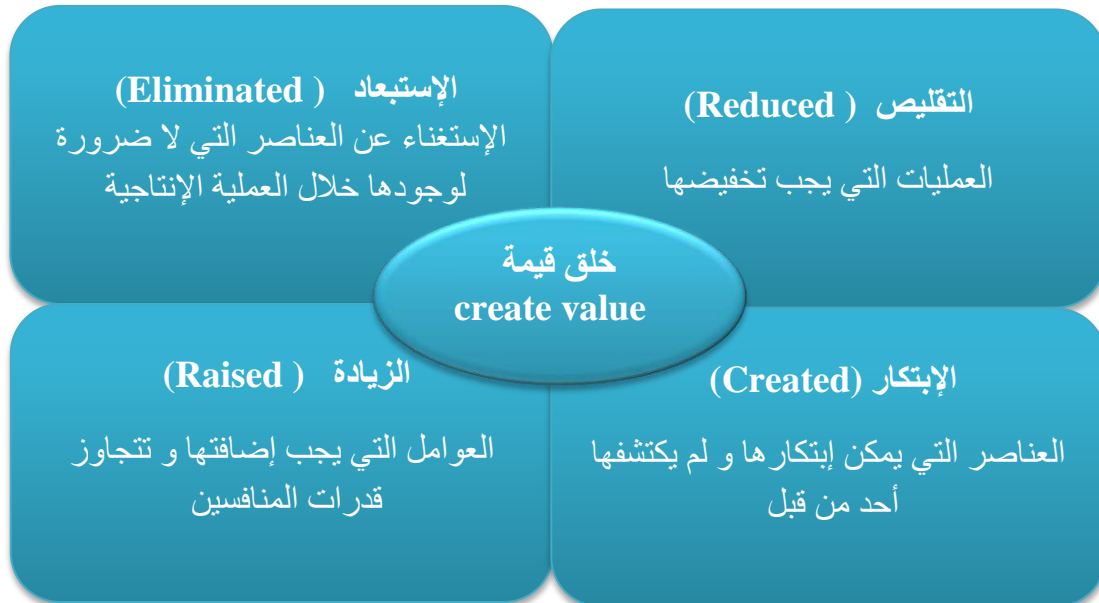 التقليص ( Reduced)
العمليات التي يجب تخفيضها
الإستبعاد ( Eliminated)
الإستغناء عن العناصر التي لا ضرورة
لوجودها خلال العملية الإنتاجية
خلق قيمة
create value
الإبتكار (Created)
العناصر التي يمكن إبتكارها و لم يكتشفها
أحد من قبل
الزيادة ( Raised)
العوامل التي يجب إضافتها و تتجاوز
قدرات المنافسين